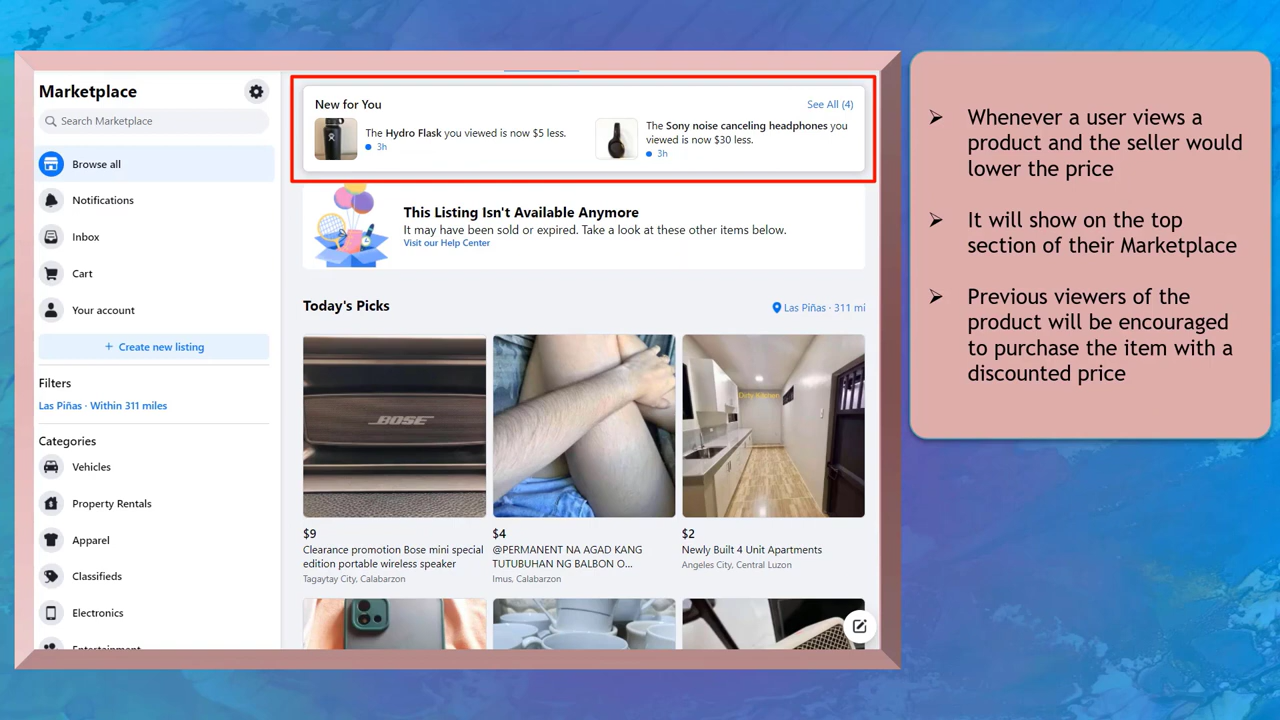 Marketplace
Search Marketplace
Browse all
Notifications
Inbox
Cart
Your account
+ Create new listing
Filters
Las Piñas · Within 311 miles
Categories
Vehicles
Property Rentals
Apparel
Classifieds
Electronics
Entertainment
New for You
See All (4)
The Hydro Flask you viewed is now $5 less.
3h
The Sony noise canceling headphones you
viewed is now $30 less.
3h
This Listing Isn't Available Anymore
It may have been sold or expired. Take a look at these other items below.
Visit our Help Center
Today's Picks
Las Piñas · 311 mi
BOSE
Dirty Kitchen
$9
Clearance promotion Bose mini special
edition portable wireless speaker
Tagaytay City, Calabarzon
$4
@PERMANENT NA AGAD KANG
TUTUBUHAN NG BALBON O...
Imus, Calabarzon
$2
Newly Built 4 Unit Apartments
Angeles City, Central Luzon
➢ Whenever a user views a
product and the seller would
lower the price
➢ It will show on the top
section of their Marketplace
➢ Previous viewers of the
product will be encouraged
to purchase the item with a
discounted price